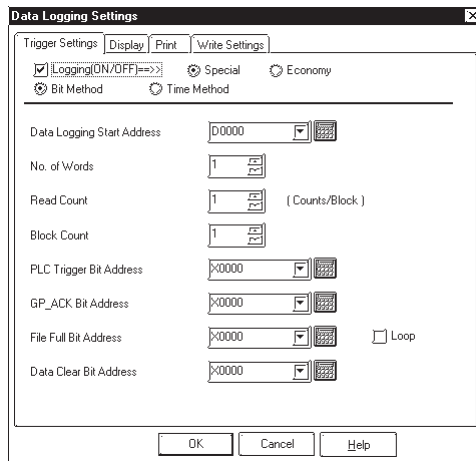 Data Logging Settings
Trigger Settings Display Print Write Settings
Logging(ON/OFF)==>> Special Economy
Bit Method Time Method
Data Logging Start Address D0000
No. of Words 1
Read Count 1 ( Counts/Block )
Block Count 1
PLC Trigger Bit Address X0000
GP_ACK Bit Address X0000
File Full Bit Address X0000 Loop
Data Clear Bit Address X0000
OK Cancel Help